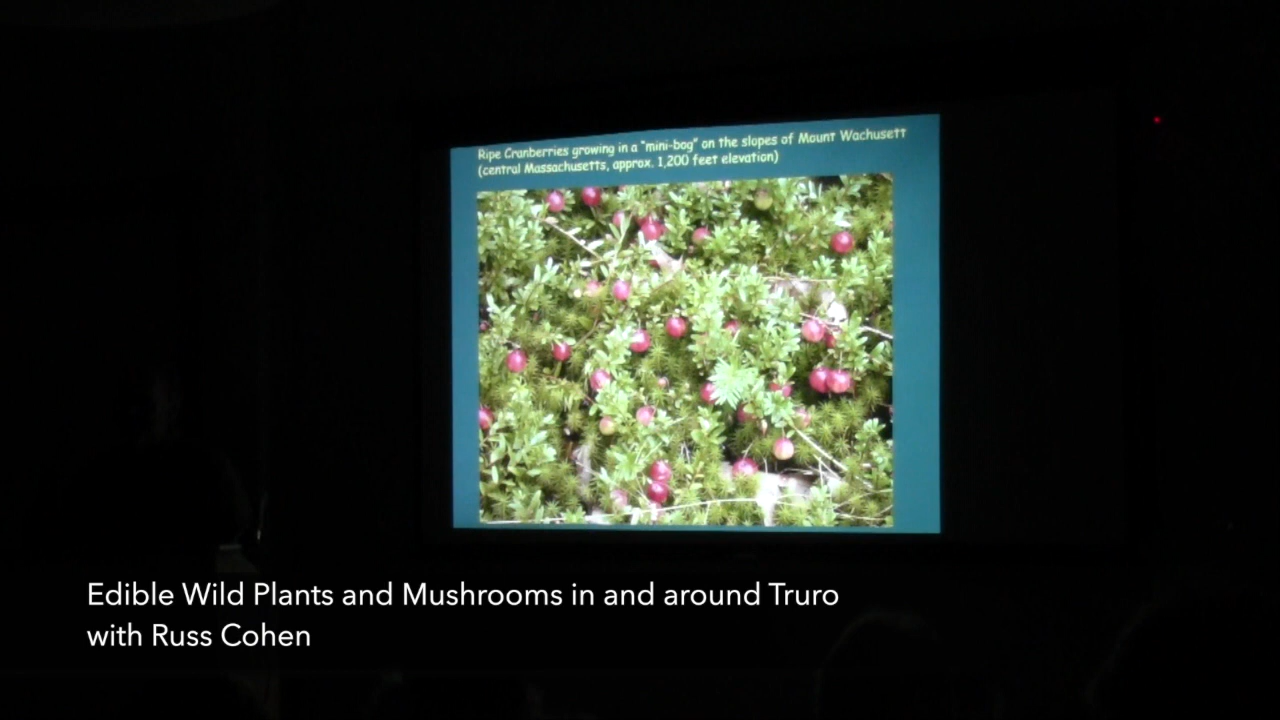 Ripe Cranberries growing in a "mini-bog" on the slopes of Mount Wachusett
(central Massachusetts, approx. 1,200 feet elevation)
Edible Wild Plants and Mushrooms in and around Truro
with Russ Cohen